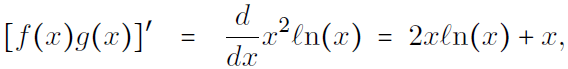 [f(x)g(x)]′ = d/dx x²ℓn(x) = 2xℓn(x) + x,